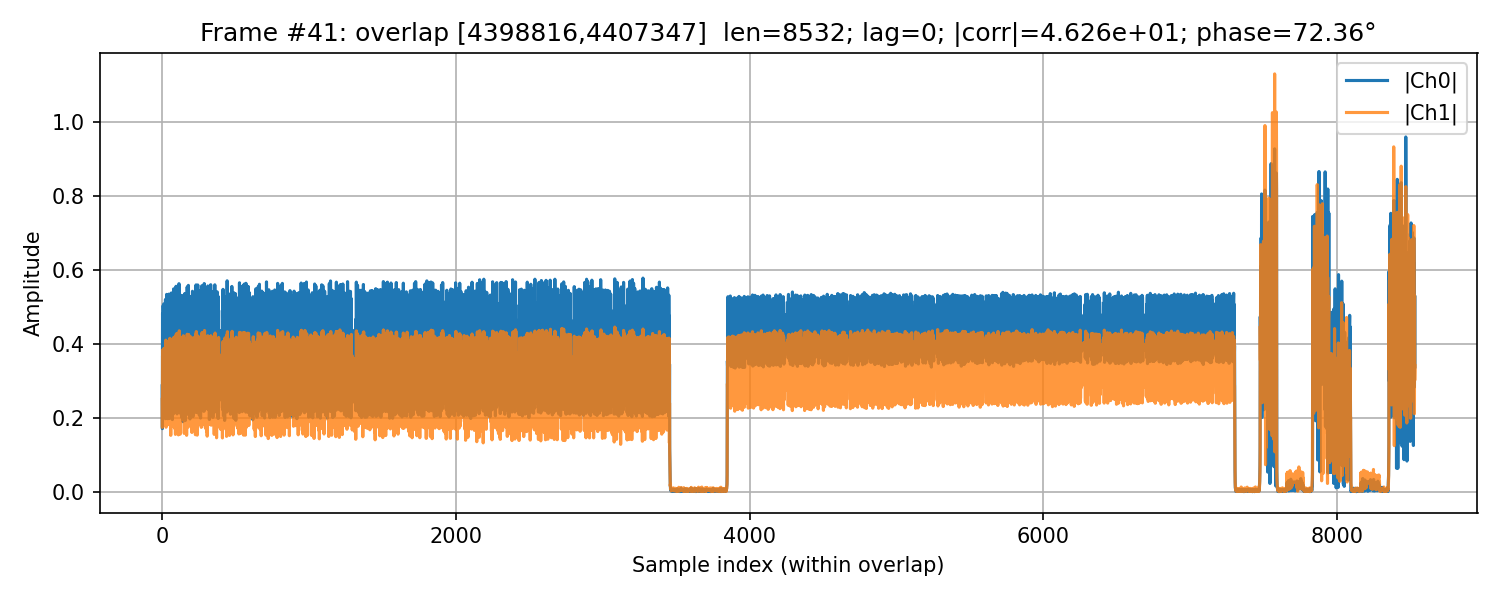 Frame #41: overlap [4398816,4407347]  len=8532; lag=0; |corr|=4.626e+01; phase=72.36°
|Ch0|
|Ch1|
Amplitude
1.0
0.8
0.6
0.4
0.2
0.0
0 2000 4000 6000 8000
Sample index (within overlap)